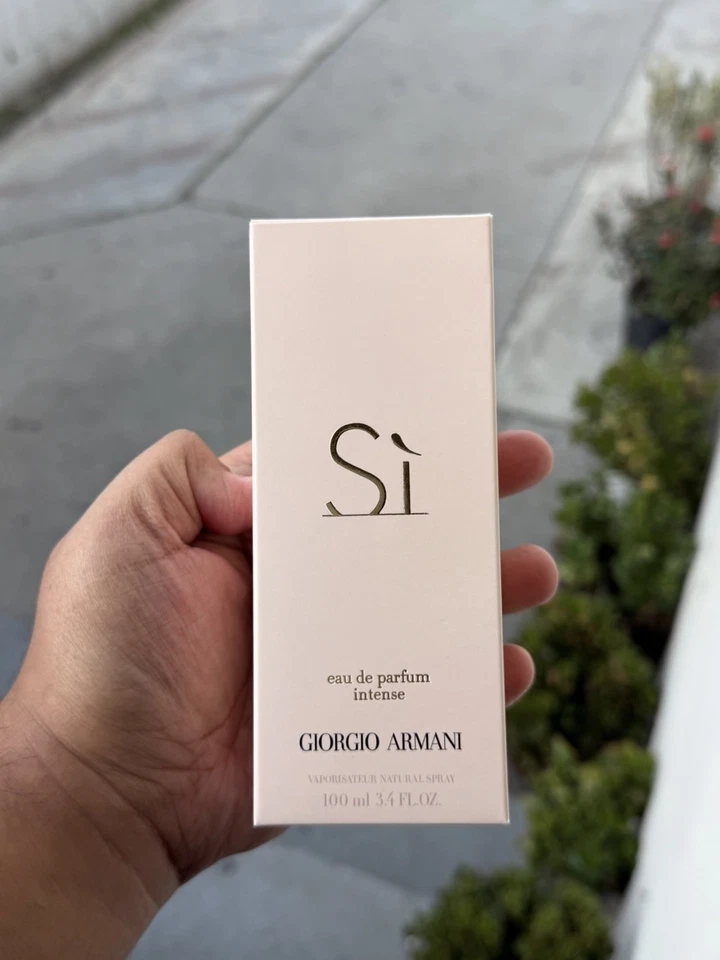 Sì
eau de parfum
intense
GIORGIO ARMANI
VAPORISATEUR NATURAL SPRAY
100 ml 3.4 FL.OZ.